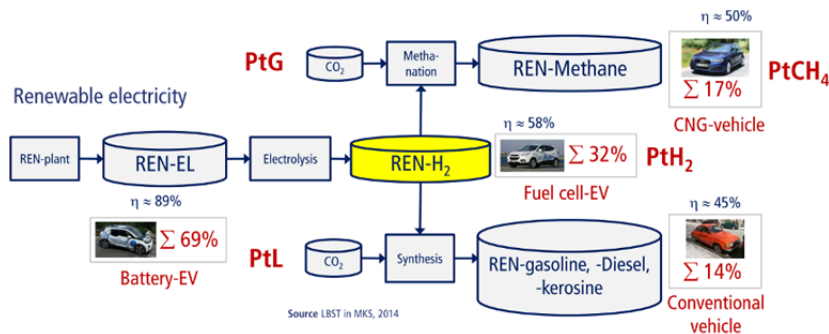 η ≈ 50%
PtG
CO2
Metha-
nation
REN-Methane
∑ 17%
PtCH4
CNG-vehicle
Renewable electricity
REN-plant
REN-EL
Electrolysis
REN-H2
η ≈ 58%
∑ 32%
PtH2
Fuel cell-EV
η ≈ 89%
∑ 69%
Battery-EV
PtL
CO2
Synthesis
REN-gasoline, -Diesel,
-kerosine
η ≈ 45%
∑ 14%
Conventional
vehicle
Source LBST in MKS, 2014